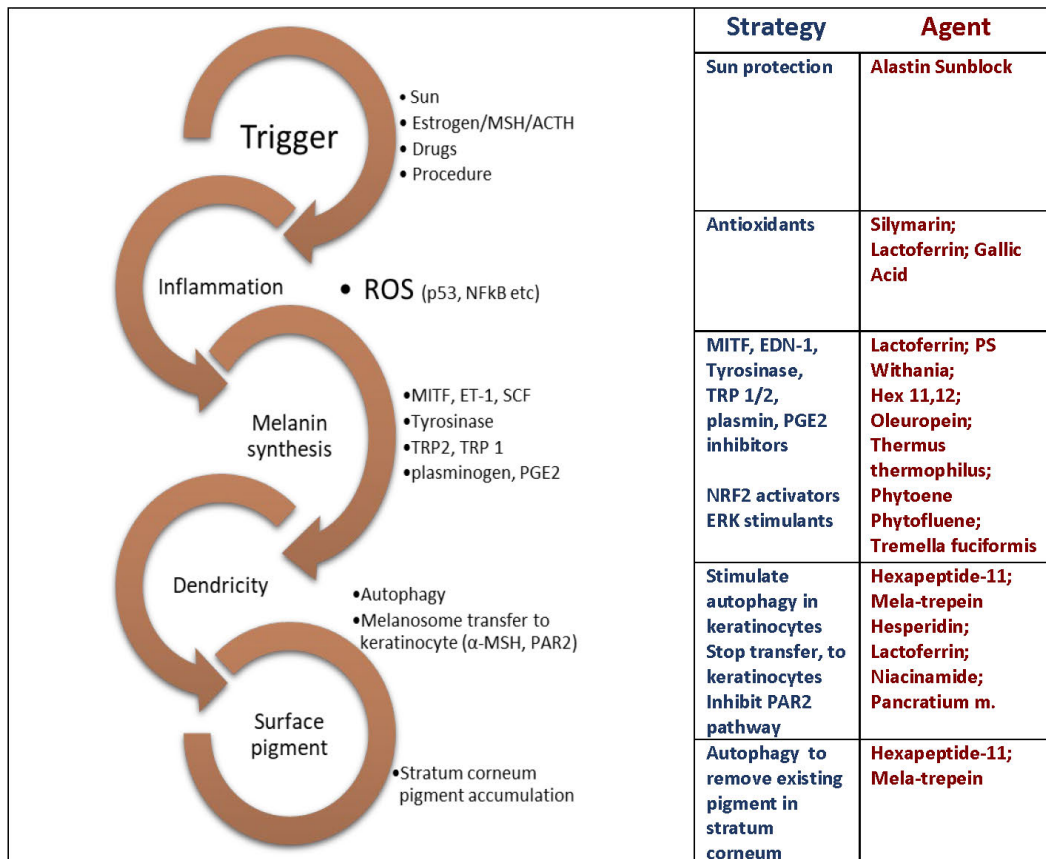 Trigger
• Sun
• Estrogen/MSH/ACTH
• Drugs
• Procedure
Inflammation
• ROS (p53, NFkB etc)
Melanin
synthesis
•MITF, ET-1, SCF
•Tyrosinase
•TRP2, TRP 1
•plasminogen, PGE2
Dendricity
•Autophagy
•Melanosome transfer to
keratinocyte (α-MSH, PAR2)
Surface
pigment
•Stratum corneum
pigment accumulation
Strategy
Agent
Sun protection
Alastin Sunblock
Antioxidants
Silymarin;
Lactoferrin; Gallic
Acid
MITF, EDN-1,
Tyrosinase,
TRP 1/2,
plasmin, PGE2
inhibitors
NRF2 activators
ERK stimulants
Lactoferrin; PS
Withania;
Hex 11,12;
Oleuropein;
Thermus
thermophilus;
Phytoene
Phytofluene;
Tremella fuciformis
Stimulate
autophagy in
keratinocytes
Stop transfer, to
keratinocytes
Inhibit PAR2
pathway
Hexapeptide-11;
Mela-trepein
Hesperidin;
Lactoferrin;
Niacinamide;
Pancratium m.
Autophagy to
remove existing
pigment in
stratum
corneum
Hexapeptide-11;
Mela-trepein